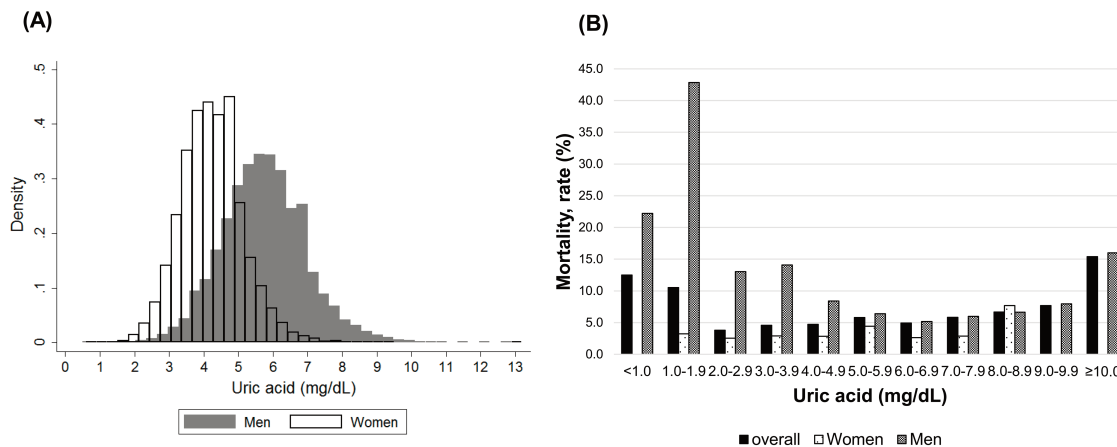 (A)
.5
.4
.3
.2
.1
0
Density
0 1 2 3 4 5 6 7 8 9 10 11 12 13
Uric acid (mg/dL)
Men Women
(B)
50.0
45.0
40.0
35.0
30.0
25.0
20.0
15.0
10.0
5.0
0.0
Mortality, rate (%)
<1.0 1.0-1.9 2.0-2.9 3.0-3.9 4.0-4.9 5.0-5.9 6.0-6.9 7.0-7.9 8.0-8.9 9.0-9.9 ≥10.0
Uric acid (mg/dL)
overall Women Men